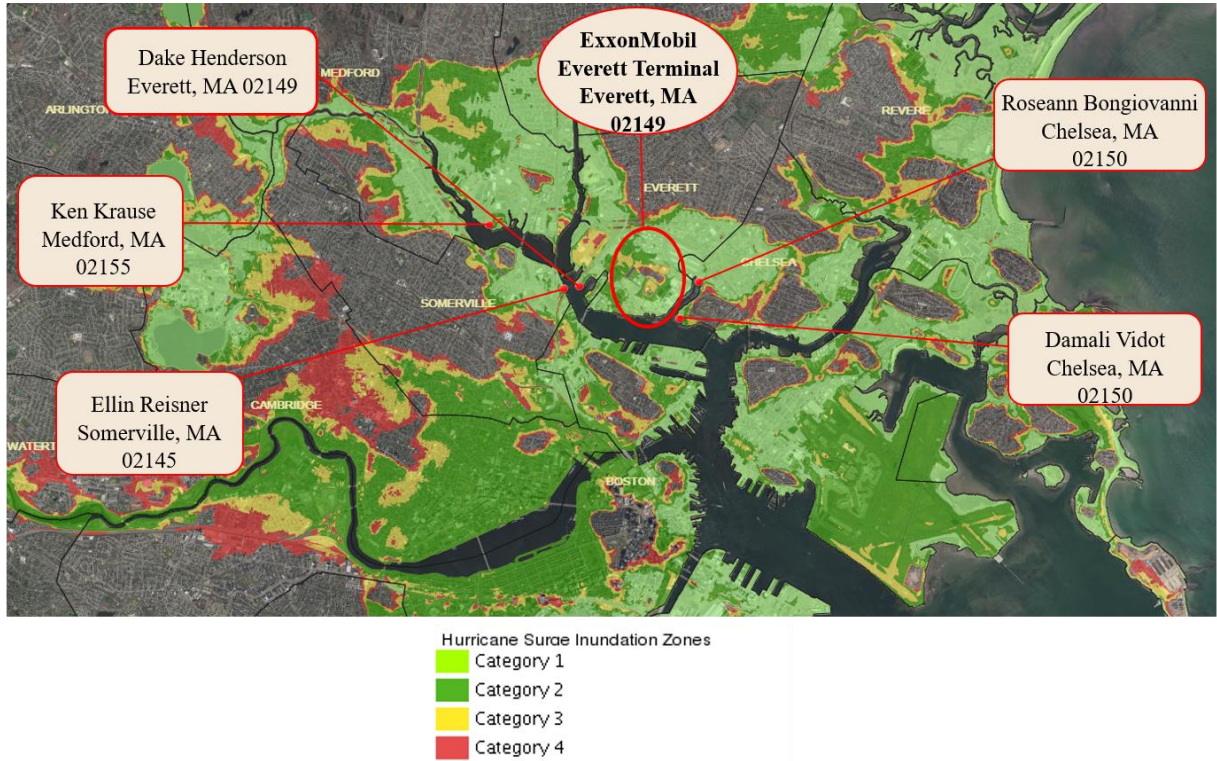 Dake Henderson
Everett, MA 02149
ExxonMobil
Everett Terminal
Everett, MA
02149
Roseann Bongiovanni
Chelsea, MA
02150
Ken Krause
Medford, MA
02155
Ellin Reisner
Somerville, MA
02145
Damali Vidot
Chelsea, MA
02150
MEDFORD
ARLINGTON
REVERE
EVERETT
CHELSEA
SOMERVILLE
CAMBRIDGE
WATERT
BOSTON
Hurricane Surge Inundation Zones
Category 1
Category 2
Category 3
Category 4